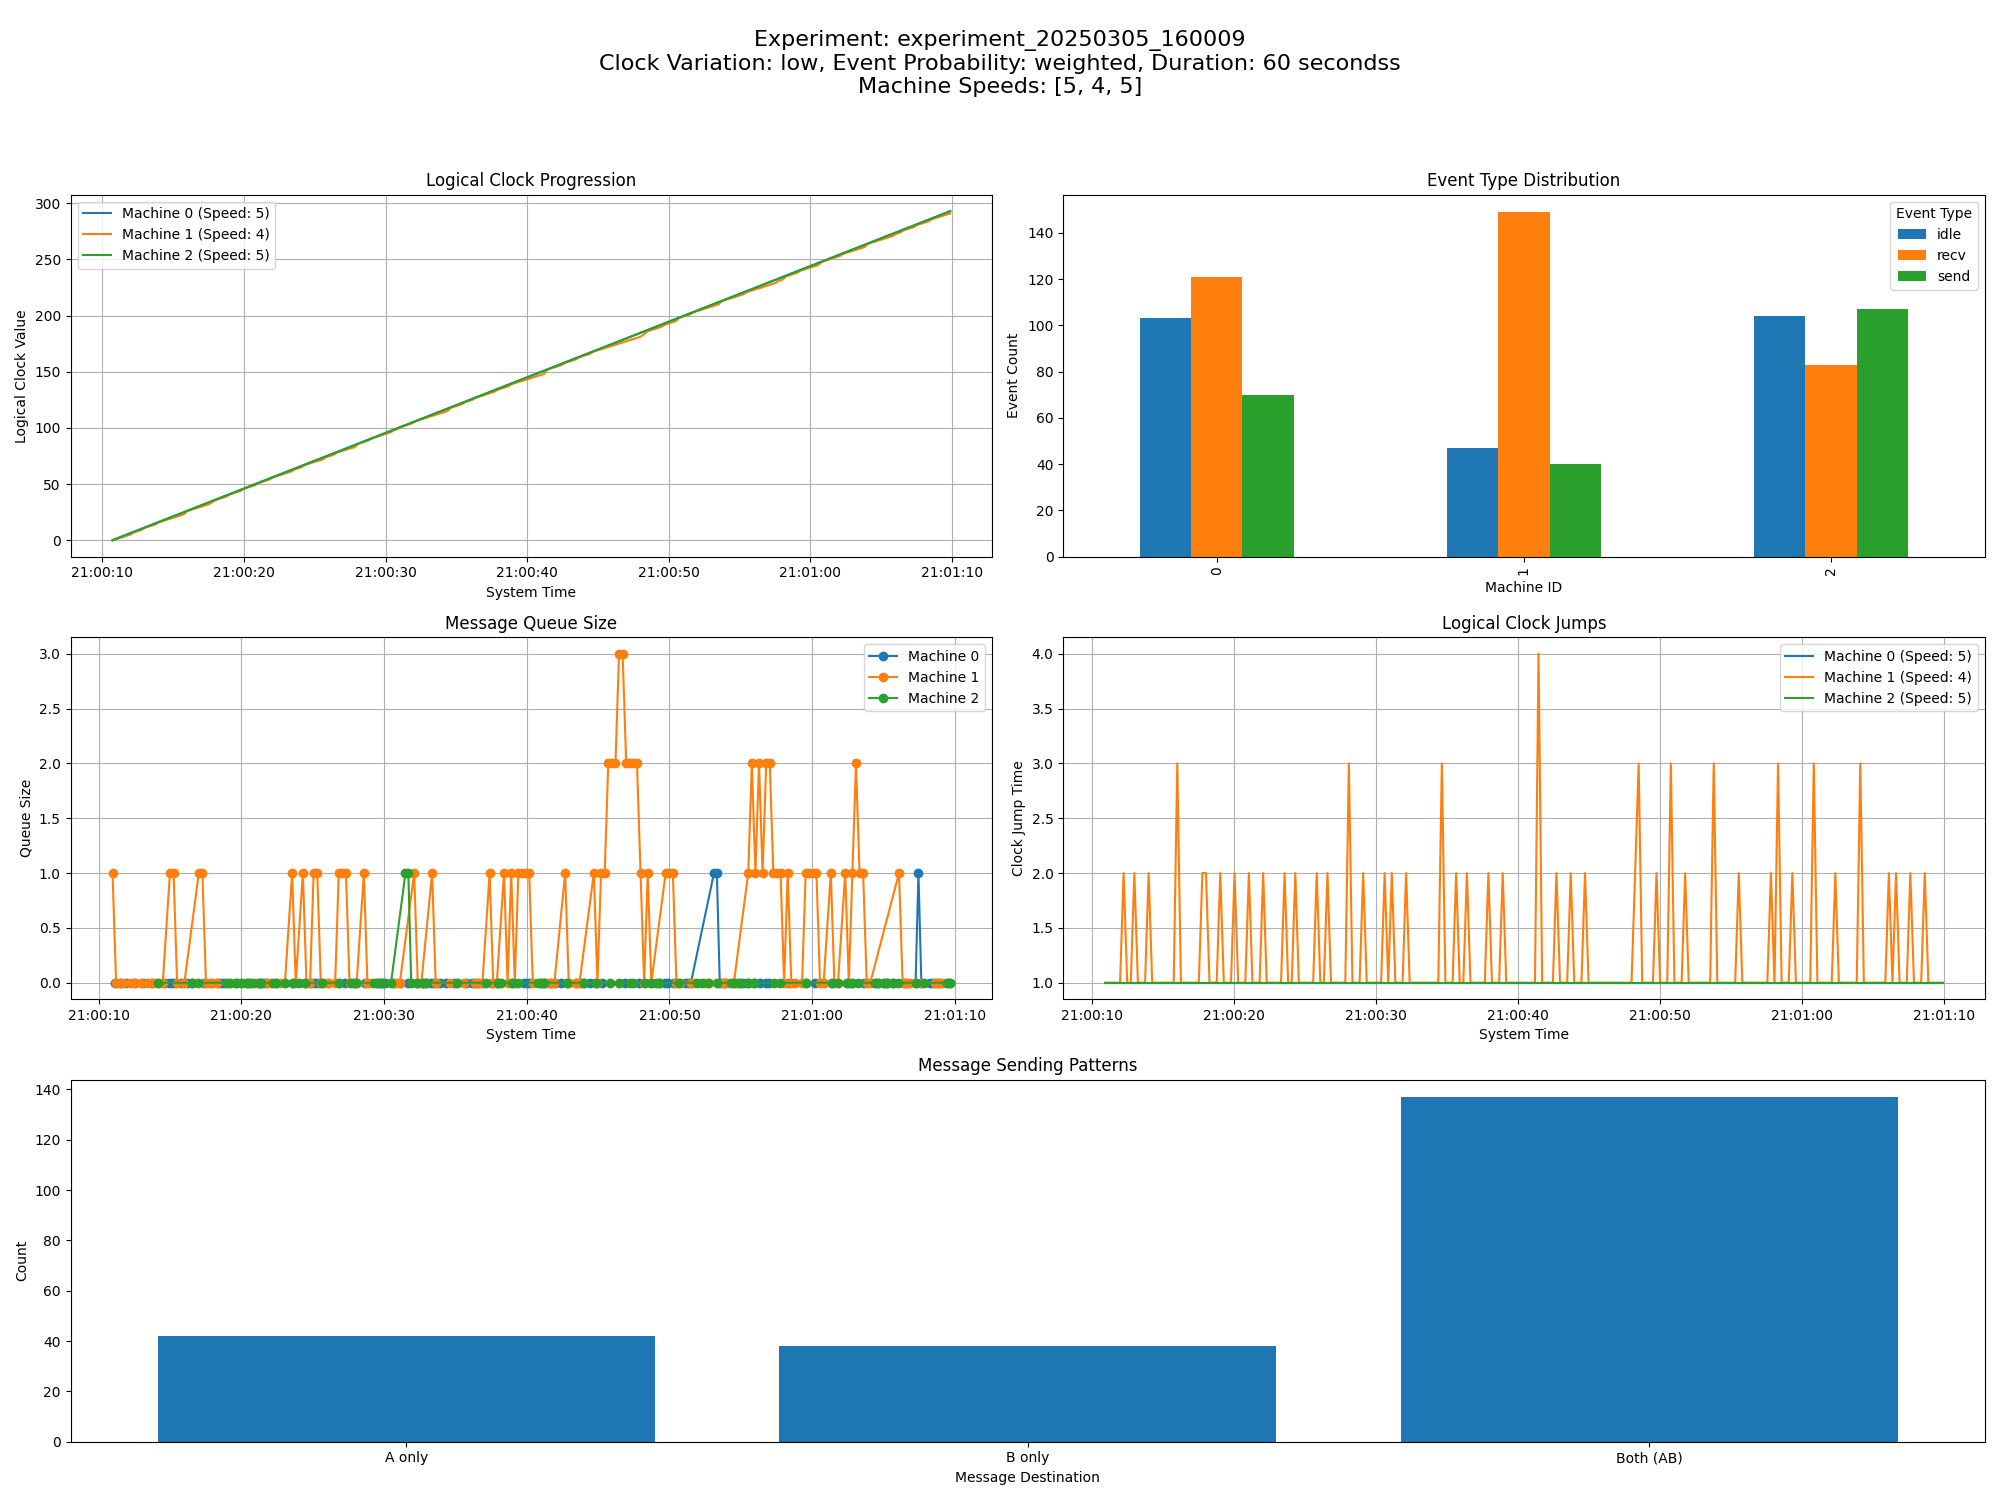 Experiment: experiment_20250305_160009
Clock Variation: low, Event Probability: weighted, Duration: 60 secondss
Machine Speeds: [5, 4, 5]
Logical Clock Progression
300
250
200
150
100
50
0
Logical Clock Value
Machine 0 (Speed: 5)
Machine 1 (Speed: 4)
Machine 2 (Speed: 5)
21:00:10 21:00:20 21:00:30 21:00:40 21:00:50 21:01:00 21:01:10
System Time
Event Type Distribution
140
120
100
80
60
40
20
0
Event Count
Event Type
idle
recv
send
0 1 2
Machine ID
Message Queue Size
3.0
2.5
2.0
1.5
1.0
0.5
0.0
Queue Size
Machine 0
Machine 1
Machine 2
21:00:10 21:00:20 21:00:30 21:00:40 21:00:50 21:01:00 21:01:10
System Time
Logical Clock Jumps
4.0
3.5
3.0
2.5
2.0
1.5
1.0
Clock Jump Time
Machine 0 (Speed: 5)
Machine 1 (Speed: 4)
Machine 2 (Speed: 5)
21:00:10 21:00:20 21:00:30 21:00:40 21:00:50 21:01:00 21:01:10
System Time
Message Sending Patterns
140
120
100
80
60
40
20
0
Count
A only B only Both (AB)
Message Destination